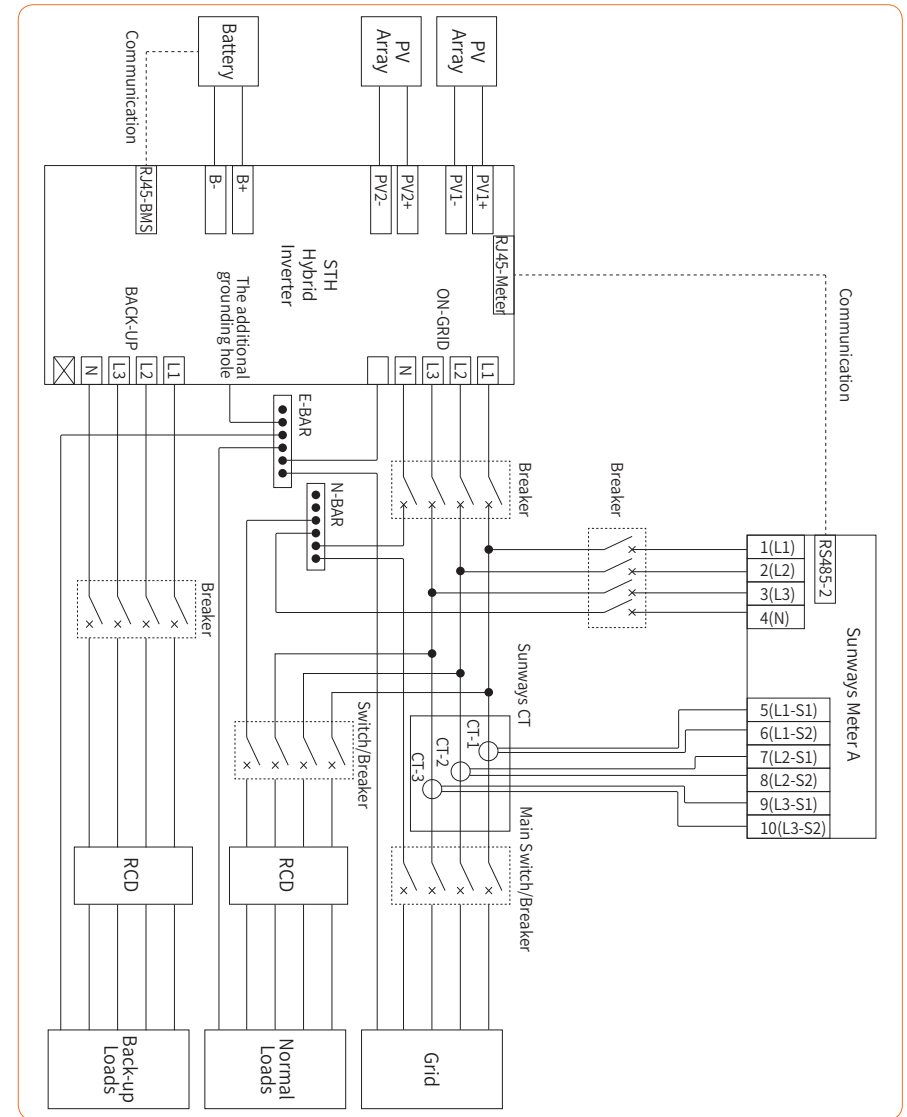 Battery
PV
Array
PV
Array
Communication
RJ45-BMS
B-
B+
PV2-
PV2+
PV1-
PV1+
RJ45-Meter
STH
Hybrid
Inverter
The additional
grounding hole
BACK-UP
ON-GRID
Communication
N
L3
L2
L1
N
L3
L2
L1
E-BAR
N-BAR
Breaker
Breaker
Breaker
RS485-2
1(L1)
2(L2)
3(L3)
4(N)
Sunways Meter A
5(L1-S1)
6(L1-S2)
7(L2-S1)
8(L2-S2)
9(L3-S1)
10(L3-S2)
Sunways CT
CT-1
CT-2
CT-3
Switch/Breaker
Main Switch/Breaker
RCD
RCD
Back-up
Loads
Normal
Loads
Grid